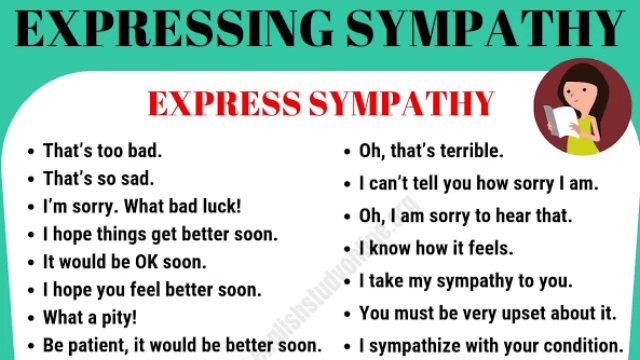 EXPRESSING SYMPATHY
EXPRESS SYMPATHY
• That's too bad.
• That's so sad.
• I'm sorry. What bad luck!
• I hope things get better soon.
• It would be OK soon.
• I hope you feel better soon.
• What a pity!
• Be patient, it would be better soon.
• Oh, that's terrible.
• I can't tell you how sorry I am.
• Oh, I am sorry to hear that.
• I know how it feels.
• I take my sympathy to you.
• You must be very upset about it.
• I sympathize with your condition.